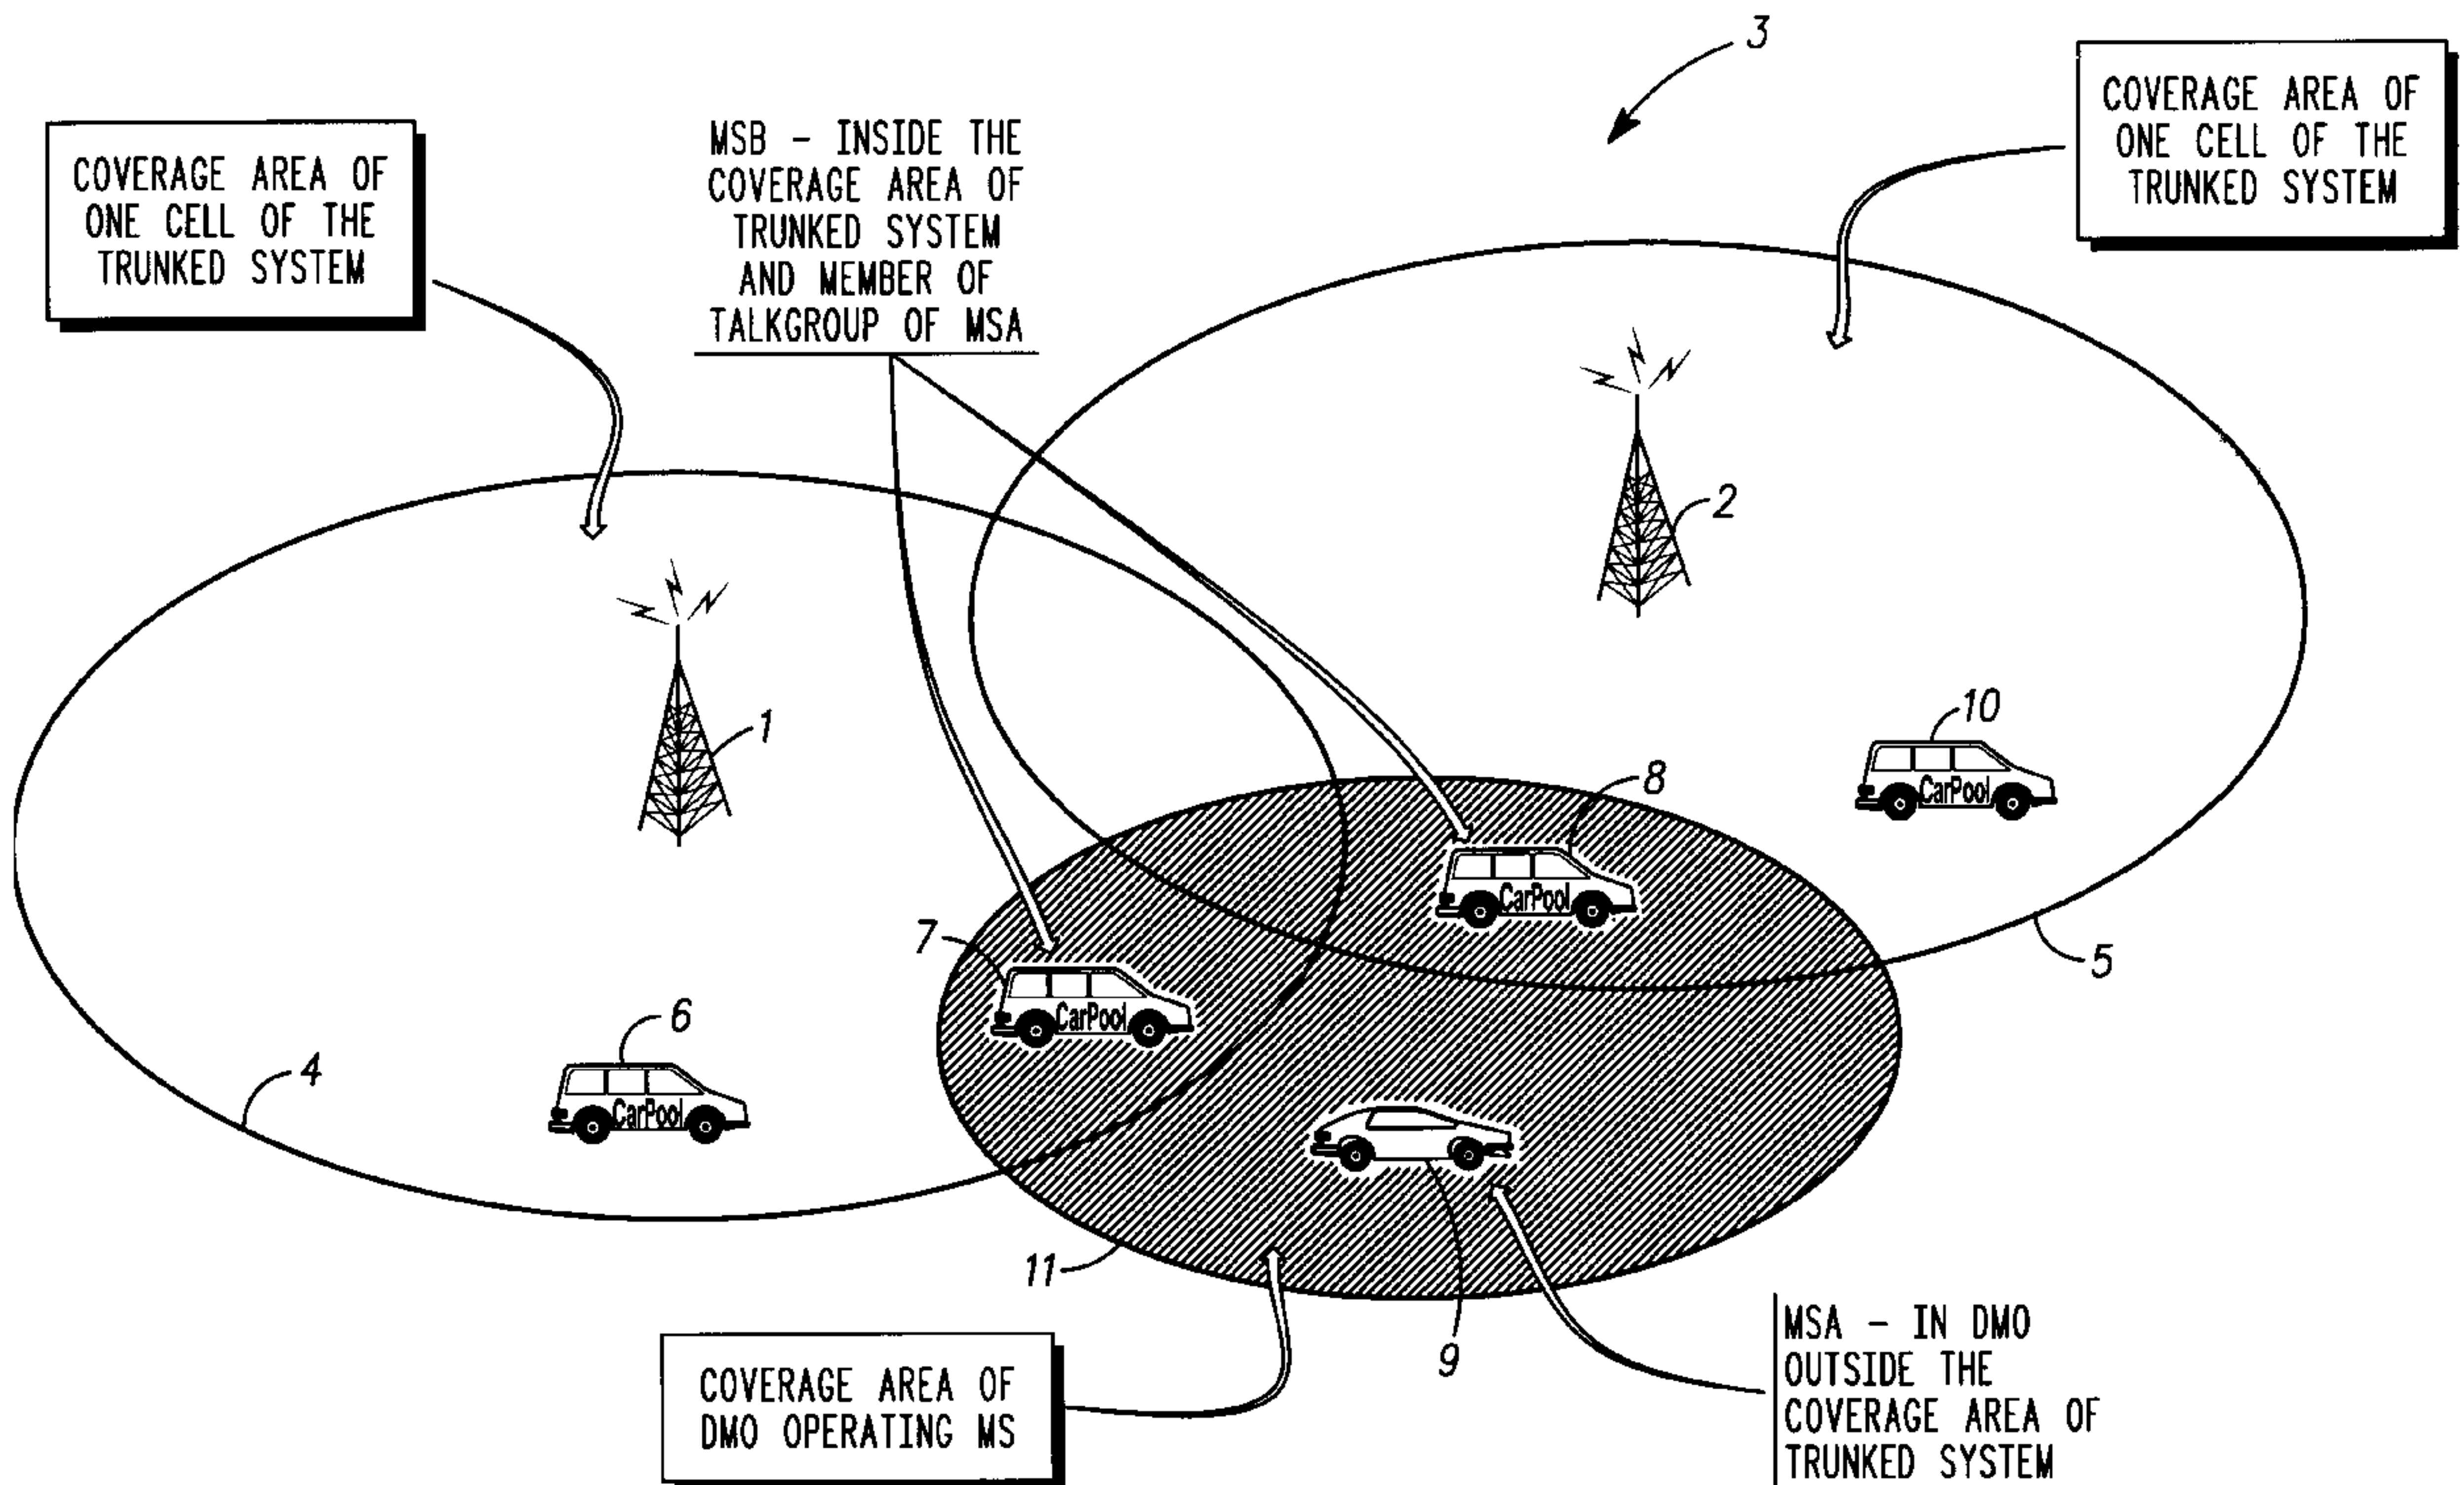 3
COVERAGE AREA OF
ONE CELL OF THE
TRUNKED SYSTEM
MSB - INSIDE THE
COVERAGE AREA OF
TRUNKED SYSTEM
AND MEMBER OF
TALKGROUP OF MSA
COVERAGE AREA OF
ONE CELL OF THE
TRUNKED SYSTEM
2
1
10
CarPool
8
CarPool
7
CarPool
5
6
CarPool
4
11
9
COVERAGE AREA OF
DMO OPERATING MS
MSA - IN DMO
OUTSIDE THE
COVERAGE AREA OF
TRUNKED SYSTEM